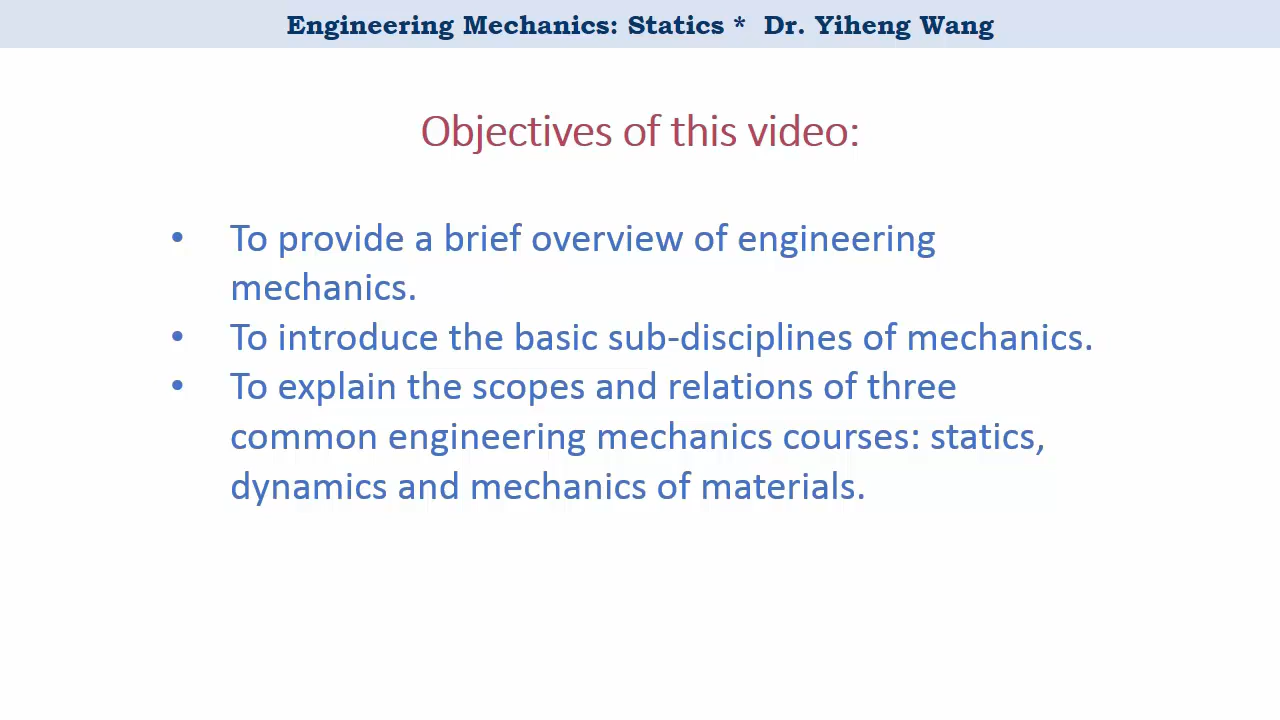 Engineering Mechanics: Statics * Dr. Yiheng Wang
Objectives of this video:
• To provide a brief overview of engineering
mechanics.
• To introduce the basic sub-disciplines of mechanics.
• To explain the scopes and relations of three
common engineering mechanics courses: statics,
dynamics and mechanics of materials.